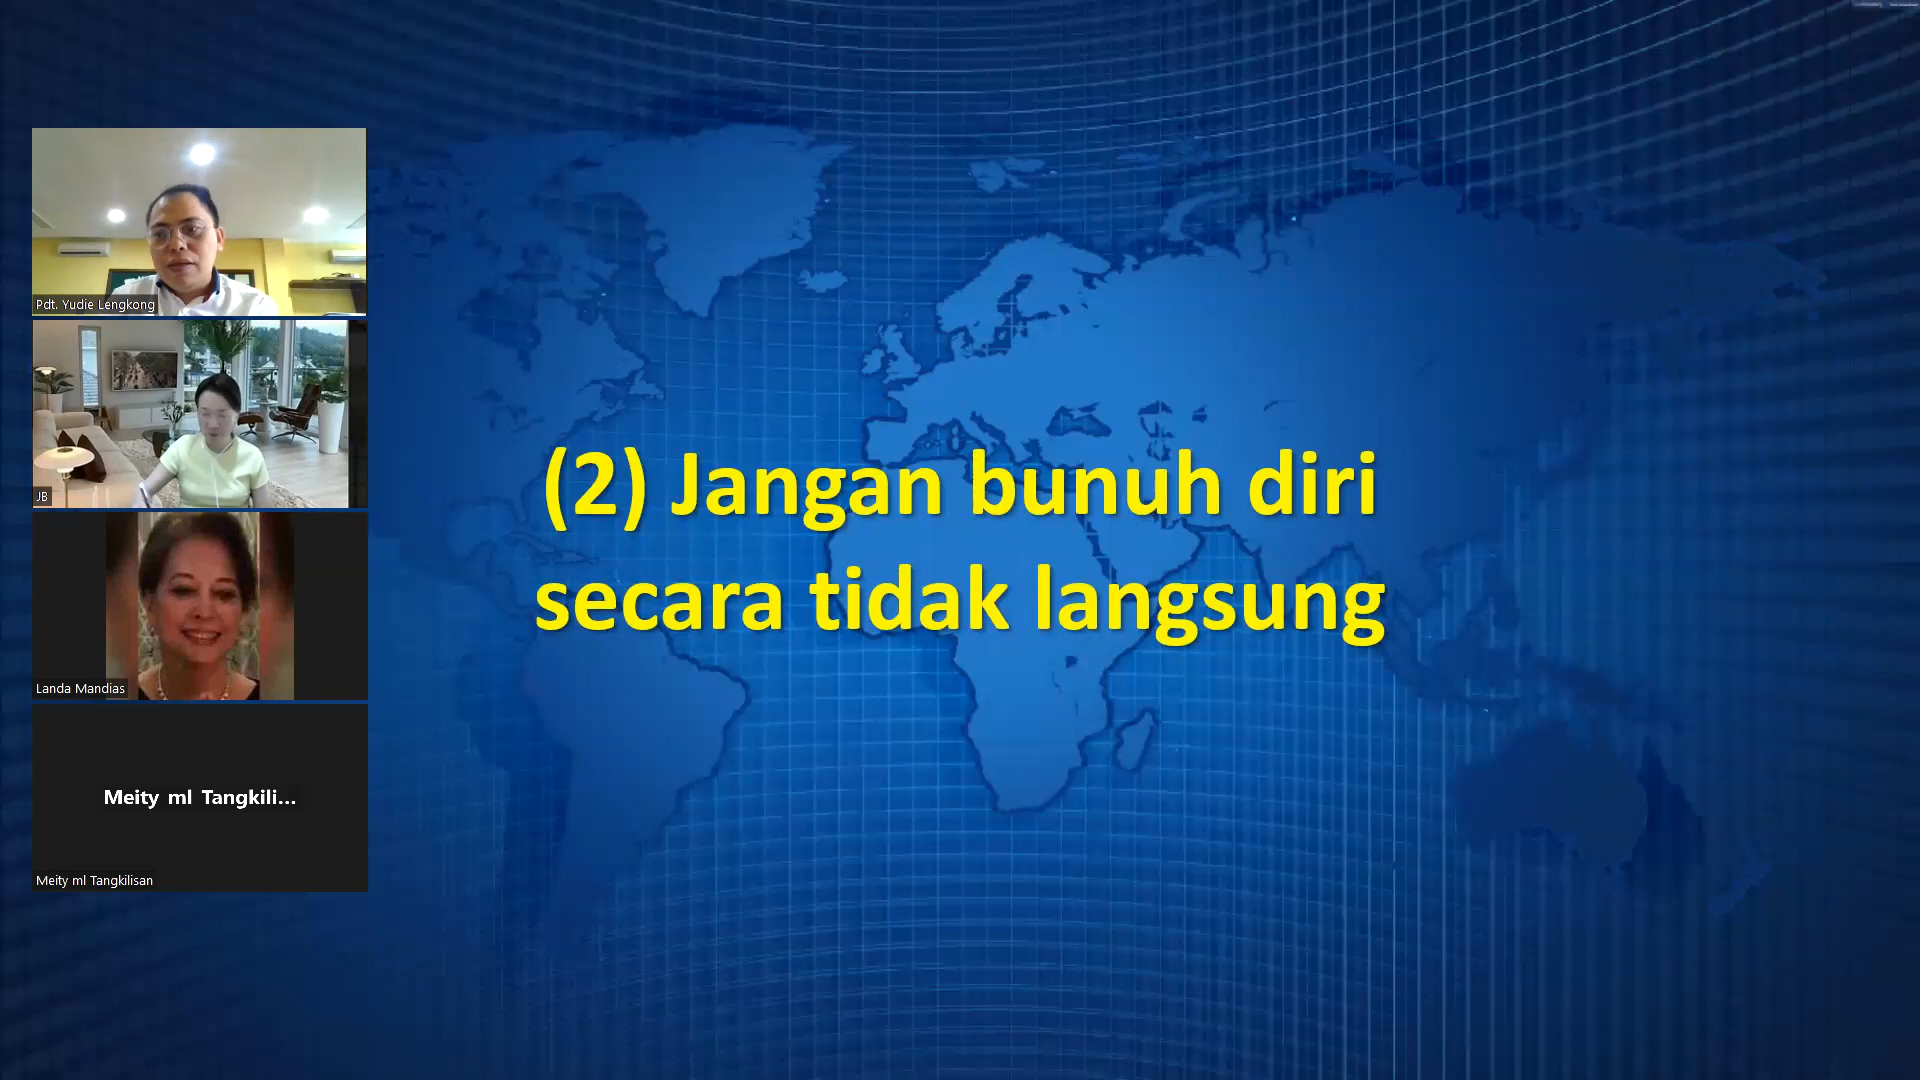 Pdt. Yudie Lengkong
JB
Landa Mandias
Meity ml Tangkili...
Meity ml Tangkilisan
(2) Jangan bunuh diri
secara tidak langsung